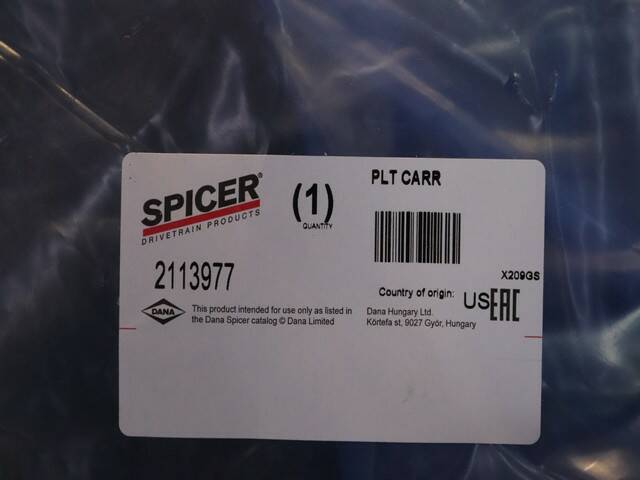 PLT CARR
SPICER®
DRIVETRAIN PRODUCTS
(1)
QUANTITY
2113977
X209GS
Country of origin: US EAC
DANA
This product intended for use only as listed in
the Dana Spicer catalog © Dana Limited
Dana Hungary Ltd.
Körtefa st, 9027 Győr, Hungary